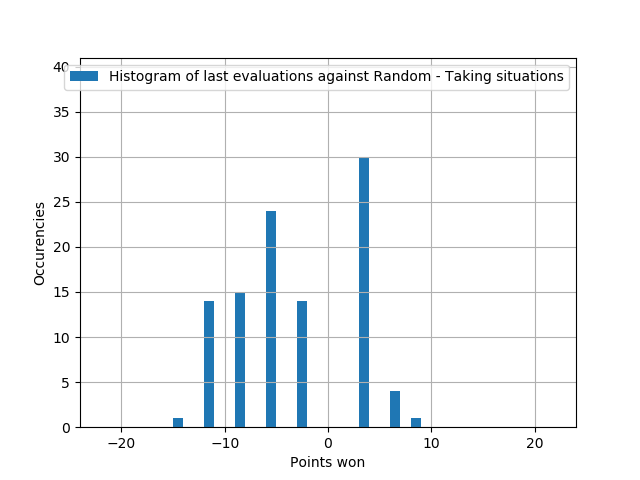 Histogram of last evaluations against Random - Taking situations
40
35
30
25
20
15
10
5
0
Occurencies
−20 −10 0 10 20
Points won